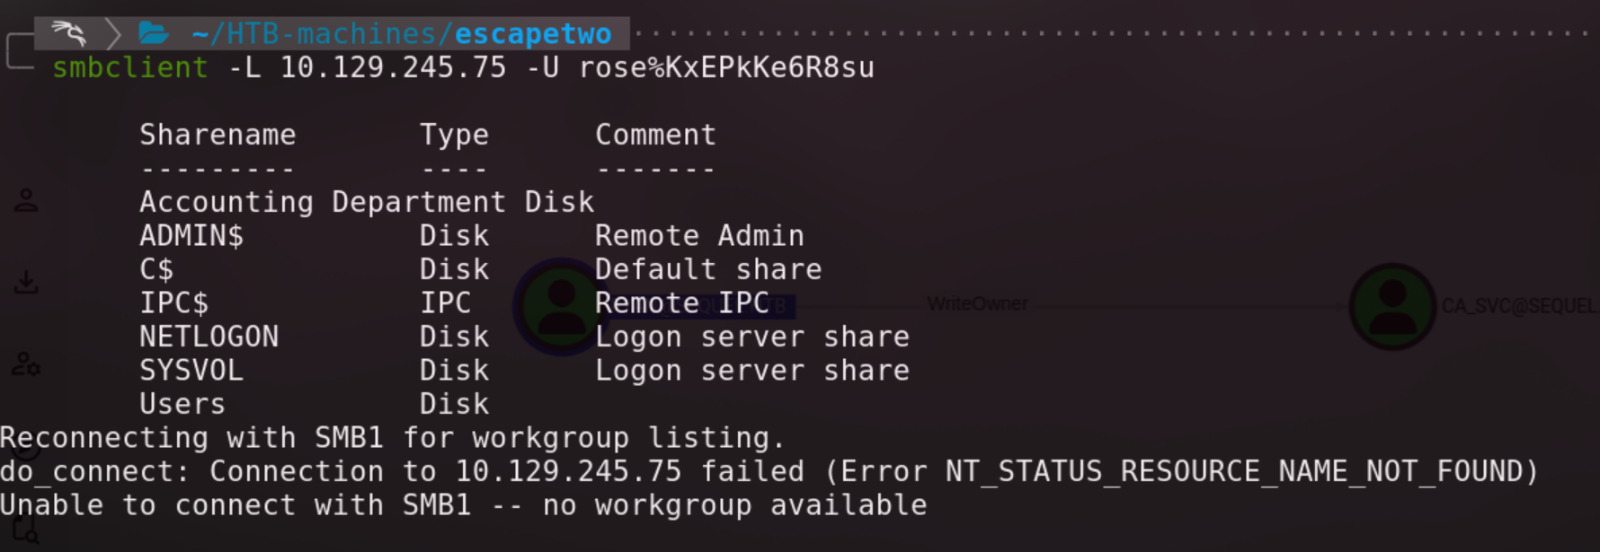 ~/HTB-machines/escapetwo
smbclient -L 10.129.245.75 -U rose%KxEPkKe6R8su
Sharename Type Comment
--------- ---- -------
Accounting Department Disk
ADMIN$ Disk Remote Admin
C$ Disk Default share
IPC$ IPC Remote IPC
NETLOGON Disk Logon server share
SYSVOL Disk Logon server share
Users Disk
Reconnecting with SMB1 for workgroup listing.
do_connect: Connection to 10.129.245.75 failed (Error NT_STATUS_RESOURCE_NAME_NOT_FOUND)
Unable to connect with SMB1 -- no workgroup available
WriteOwner
CA_SVC@SEQUEL.